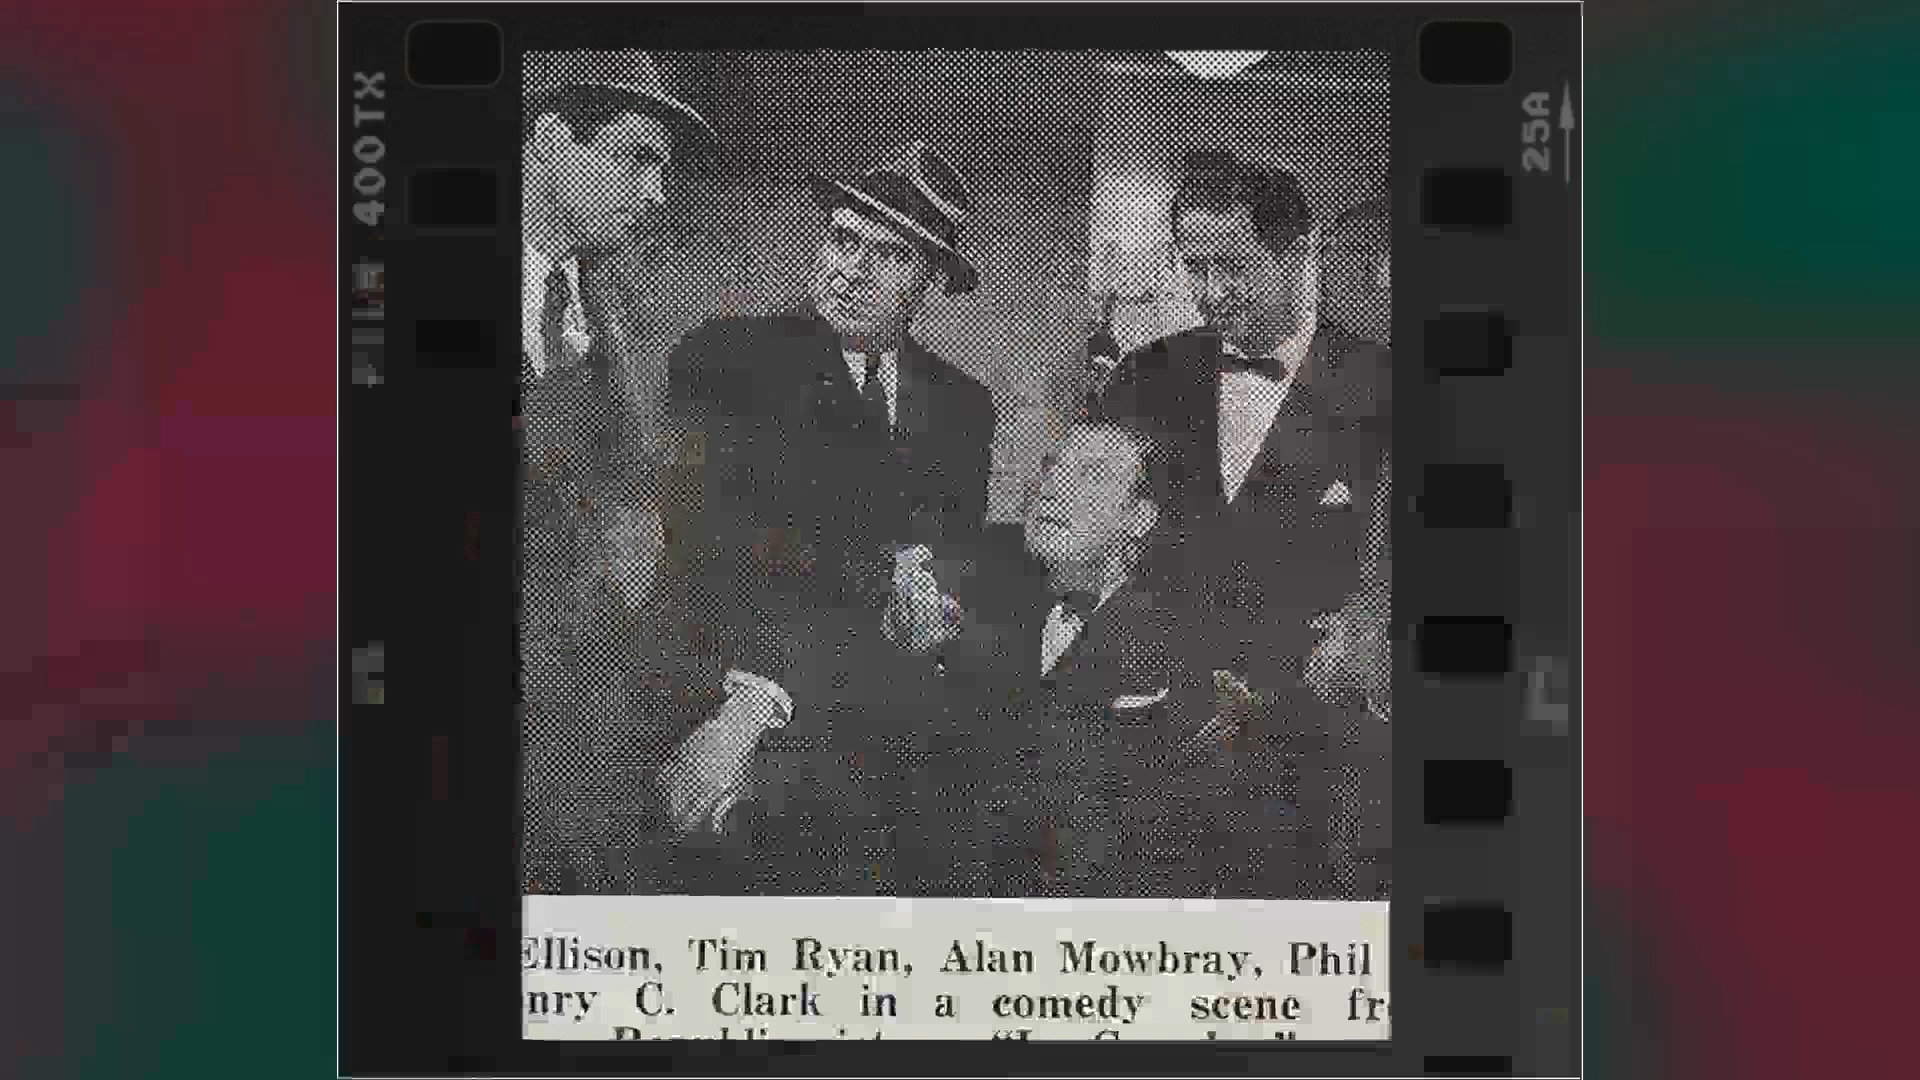 400TX
25A
Ellison, Tim Ryan, Alan Mowbray, Phil
nry C. Clark in a comedy scene fr